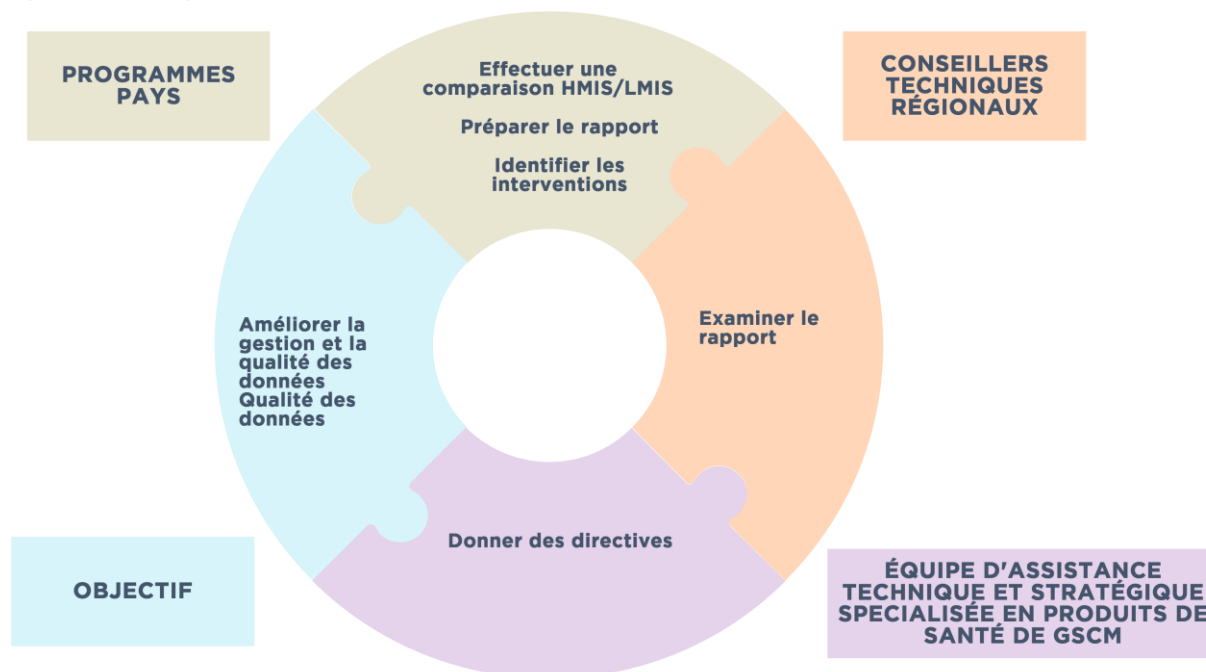 PROGRAMMES
PAYS
Effectuer une
comparaison HMIS/LMIS
Préparer le rapport
Identifier les
interventions
CONSEILLERS
TECHNIQUES
RÉGIONAUX
Examiner le
rapport
Améliorer la
gestion et la
qualité des
données
Qualité des
données
Donner des directives
OBJECTIF
ÉQUIPE D'ASSISTANCE
TECHNIQUE ET STRATÉGIQUE
SPECIALISÉE EN PRODUITS DE
SANTÉ DE GSCM